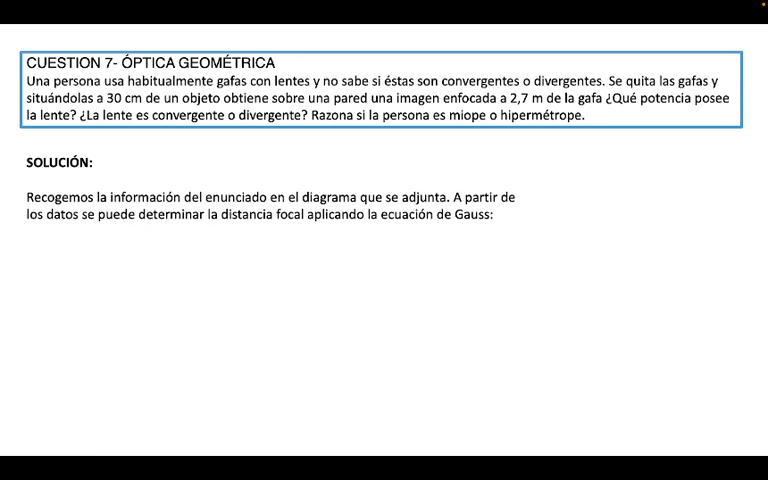 CUESTION 7- ÓPTICA GEOMÉTRICA
Una persona usa habitualmente gafas con lentes y no sabe si éstas son convergentes o divergentes. Se quita las gafas y
situándolas a 30 cm de un objeto obtiene sobre una pared una imagen enfocada a 2,7 m de la gafa ¿Qué potencia posee
la lente? ¿La lente es convergente o divergente? Razona si la persona es miope o hipermétrope.
SOLUCIÓN:
Recogemos la información del enunciado en el diagrama que se adjunta. A partir de
los datos se puede determinar la distancia focal aplicando la ecuación de Gauss: